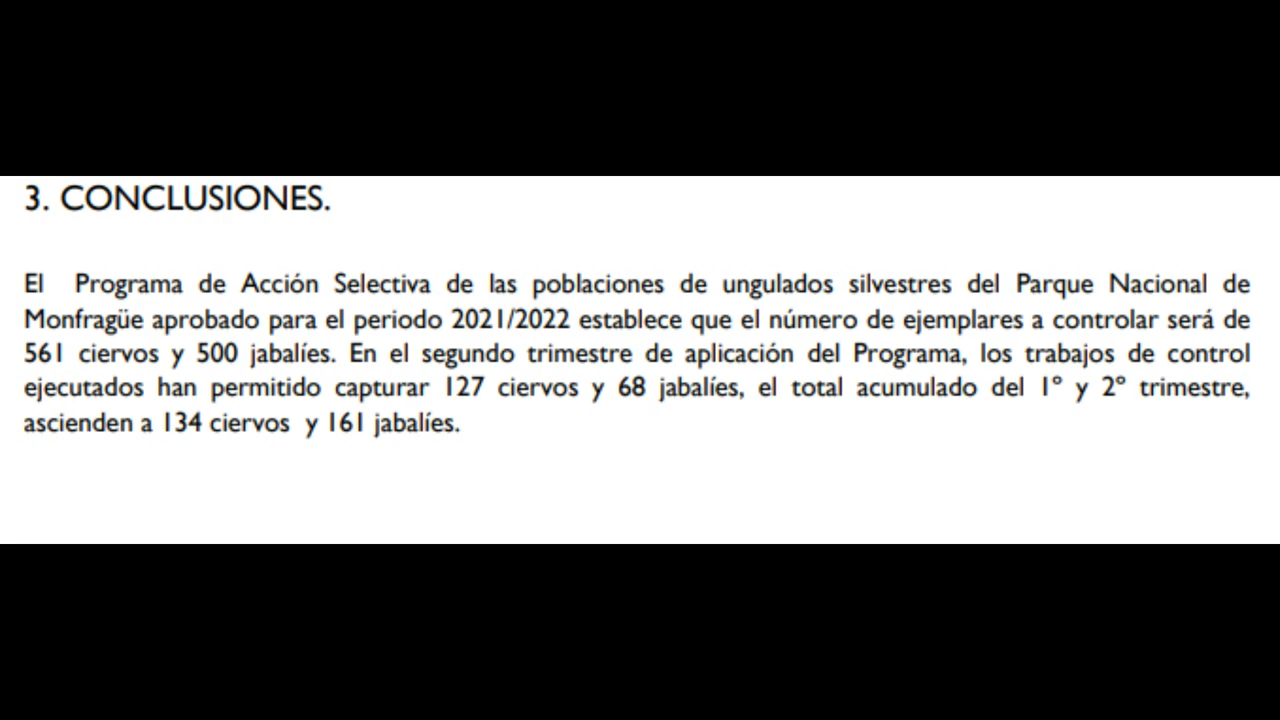 3. CONCLUSIONES.
El Programa de Acción Selectiva de las poblaciones de ungulados silvestres del Parque Nacional de
Monfragüe aprobado para el periodo 2021/2022 establece que el número de ejemplares a controlar será de
561 ciervos y 500 jabalíes. En el segundo trimestre de aplicación del Programa, los trabajos de control
ejecutados han permitido capturar 127 ciervos y 68 jabalíes, el total acumulado del 1º y 2º trimestre,
ascienden a 134 ciervos y 161 jabalíes.